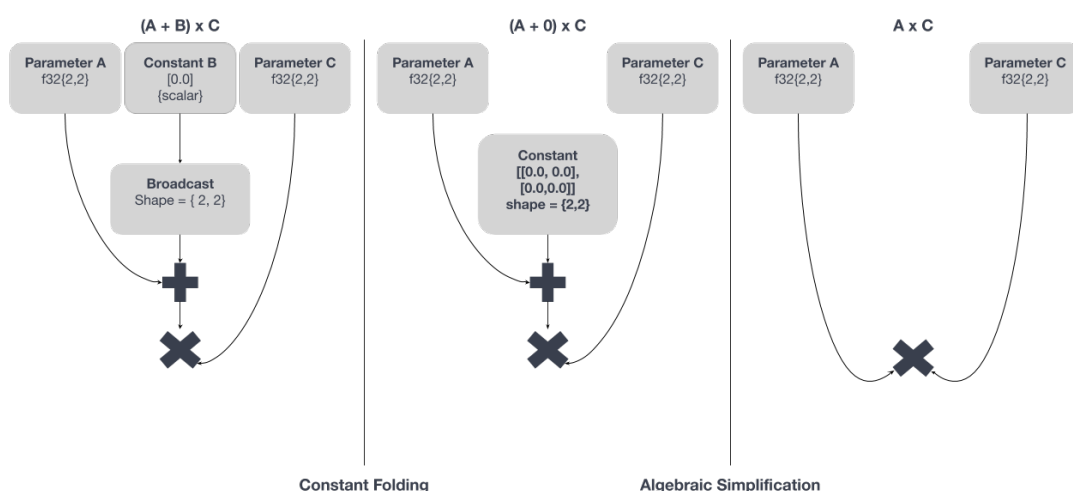 (A + B) x C
Parameter A
f32{2,2}
Constant B
[0.0]
{scalar}
Parameter C
f32{2,2}
Broadcast
Shape = { 2, 2}
(A + 0) x C
Parameter A
f32{2,2}
Parameter C
f32{2,2}
Constant
[[0.0, 0.0],
[0.0,0.0]]
shape = {2,2}
A x C
Parameter A
f32{2,2}
Parameter C
f32{2,2}
Constant Folding
Algebraic Simplification